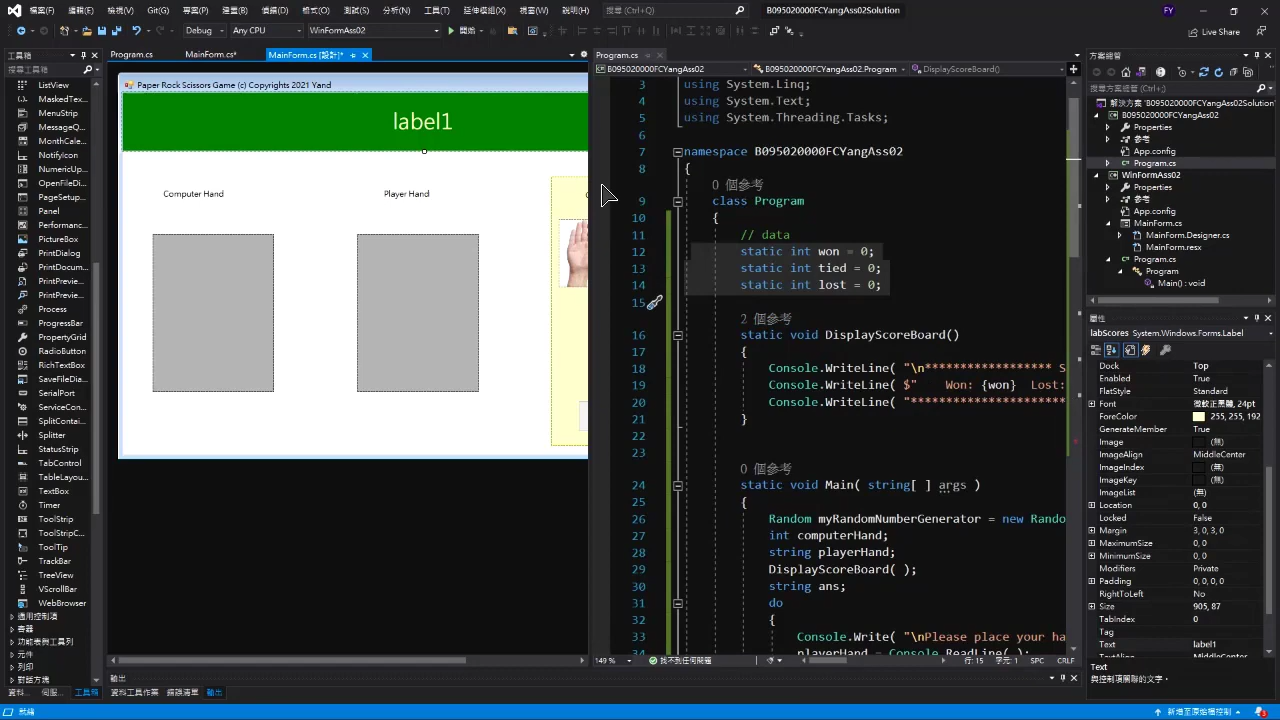 檔案(F) 編輯(E) 檢視(V) Git(G) 專案(P) 建置(B) 偵錯(D) 格式(O) 測試(S) 分析(N) 工具(T) 延伸模組(X) 視窗(W) 說明(H) 搜尋 (Ctrl+Q) B095020000FCYangAss02Solution FY
Debug Any CPU WinFormAss02 開始 Live Share
工具箱
搜尋工具箱
ListView
MaskedTex...
MenuStrip
MessageQ...
MonthCale...
NotifyIcon
NumericUp...
OpenFileDi...
PageSetup...
Panel
Performanc...
PictureBox
PrintDialog
PrintDocum...
PrintPrevie...
PrintPrevie...
Process
ProgressBar
PropertyGrid
RadioButton
RichTextBox
SaveFileDia...
SerialPort
ServiceCon...
SplitContai...
Splitter
StatusStrip
TabControl
TableLayou...
TextBox
Timer
ToolStrip
ToolStripC...
ToolTip
TrackBar
TreeView
VScrollBar
WebBrowser
通用控制項
容器
功能表與工具列
元件
列印
對話方塊
資料... 伺服... 工具箱
Program.cs MainForm.cs* MainForm.cs [設計]*
Paper Rock Scissors Game (c) Copyrights 2021 Yand
label1
Computer Hand Player Hand
輸出
資料工具作業 錯誤清單 輸出
Program.cs
B095020000FCYangAss02 B095020000FCYangAss02.Program DisplayScoreBoard()
3 using System.Linq;
4 using System.Text;
5 using System.Threading.Tasks;
6
7 namespace B095020000FCYangAss02
8 {
0 個參考
9 class Program
10 {
11 // data
12 static int won = 0;
13 static int tied = 0;
14 static int lost = 0;
15
2 個參考
16 static void DisplayScoreBoard()
17 {
18 Console.WriteLine( "\n****************** S
19 Console.WriteLine( $" Won: {won} Lost:
20 Console.WriteLine( "**********************
21 }
22
23
0 個參考
24 static void Main( string[ ] args )
25 {
26 Random myRandomNumberGenerator = new Rando
27 int computerHand;
28 string playerHand;
29 DisplayScoreBoard( );
30 string ans;
31 do
32 {
33 Console.Write( "\nPlease place your ha
34 playerHand = Console.ReadLine( );
149 % 找不到任何問題 行: 15 字元: 1 SPC CRLF
方案總管
搜尋方案總管 (Ctrl+;)
解決方案 'B095020000FCYangAss02Solution
B095020000FCYangAss02
Properties
參考
App.config
Program.cs
WinFormAss02
Properties
參考
App.config
MainForm.cs
MainForm.Designer.cs
MainForm.resx
Program.cs
Program
Main() : void
屬性
labScores System.Windows.Forms.Label
Dock Top
Enabled True
FlatStyle Standard
Font 微軟正黑體, 24pt
ForeColor 255, 255, 192
GenerateMember True
Image (無)
ImageAlign MiddleCenter
ImageIndex (無)
ImageKey (無)
ImageList (無)
Location 0, 0
Locked False
Margin 3, 0, 3, 0
MaximumSize 0, 0
MinimumSize 0, 0
Modifiers Private
Padding 0, 0, 0, 0
RightToLeft No
Size 905, 87
TabIndex 0
Tag
Text label1
TextAlign MiddleCenter
Text
與控制項關聯的文字。
就緒 新增至原始檔控制